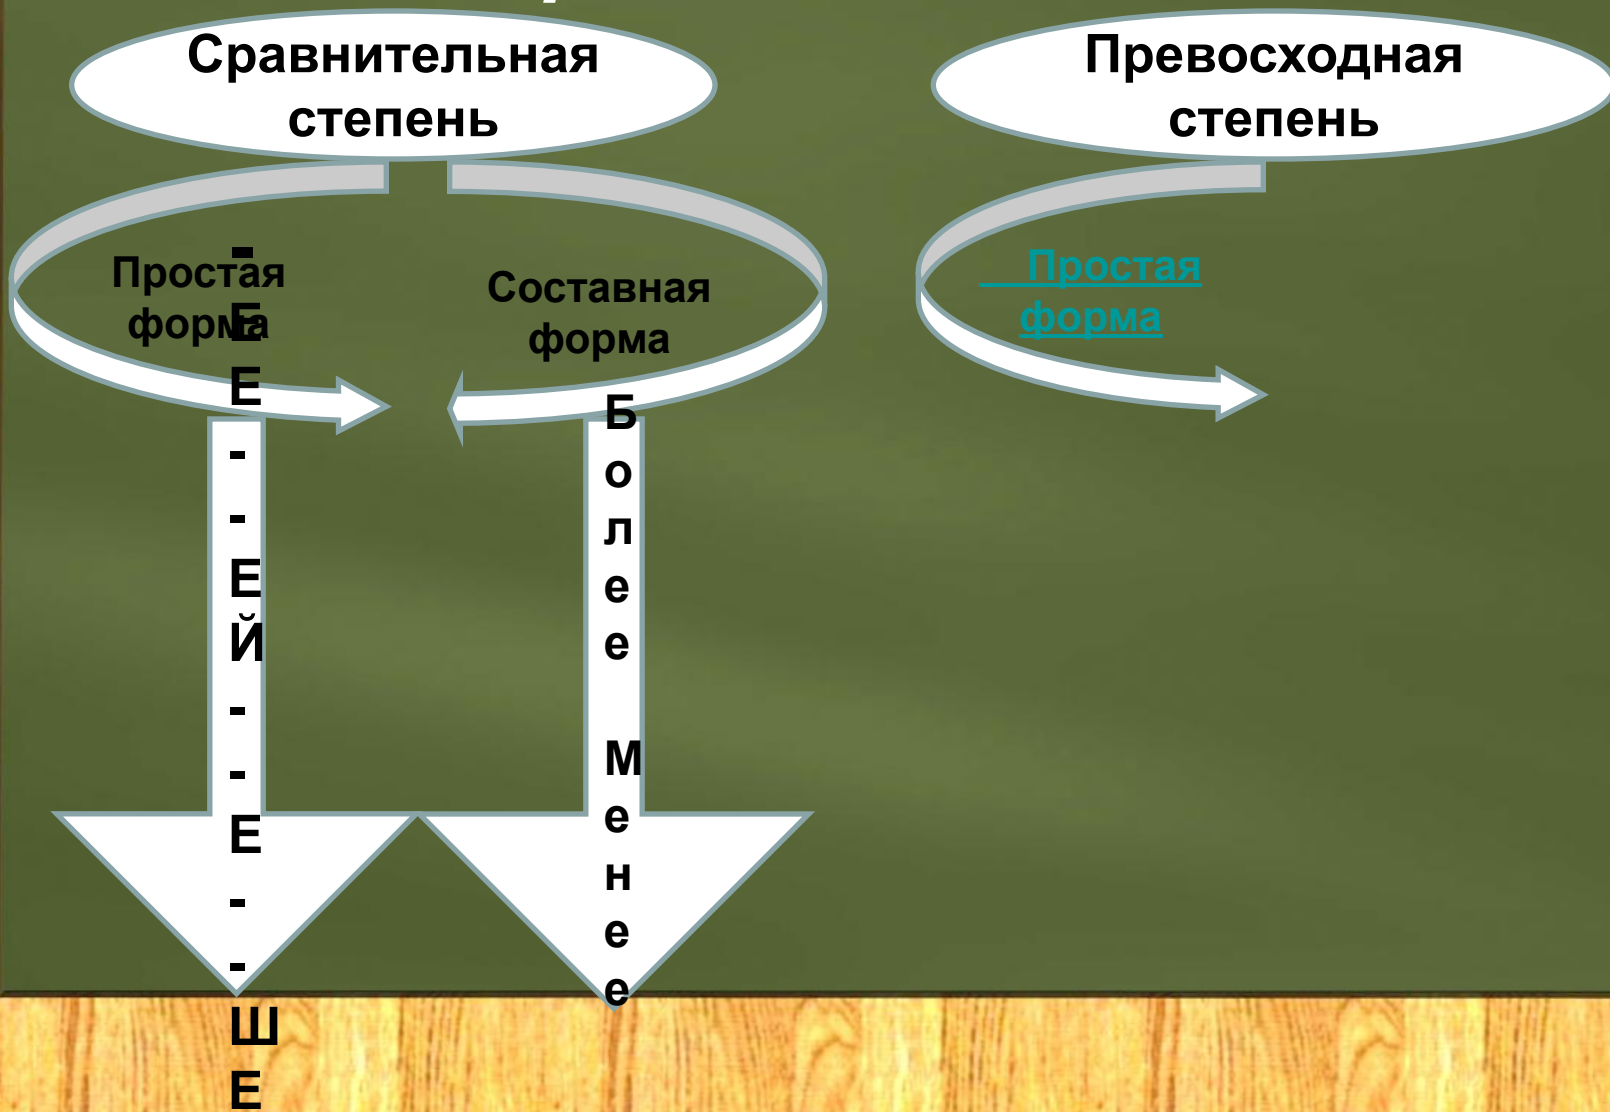 Сравнительная
степень
Превосходная
степень
Простая
форма
Составная
форма
Простая
форма
-
Е
Е
-
-
Е
Й
-
-
Е
-
-
Ш
Е
Б
о
л
е
е
М
е
н
е
е